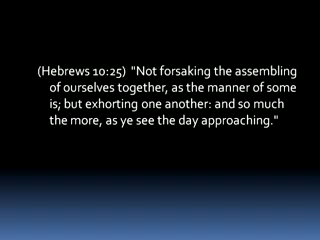 (Hebrews 10:25) "Not forsaking the assembling
of ourselves together, as the manner of some
is; but exhorting one another: and so much
the more, as ye see the day approaching."